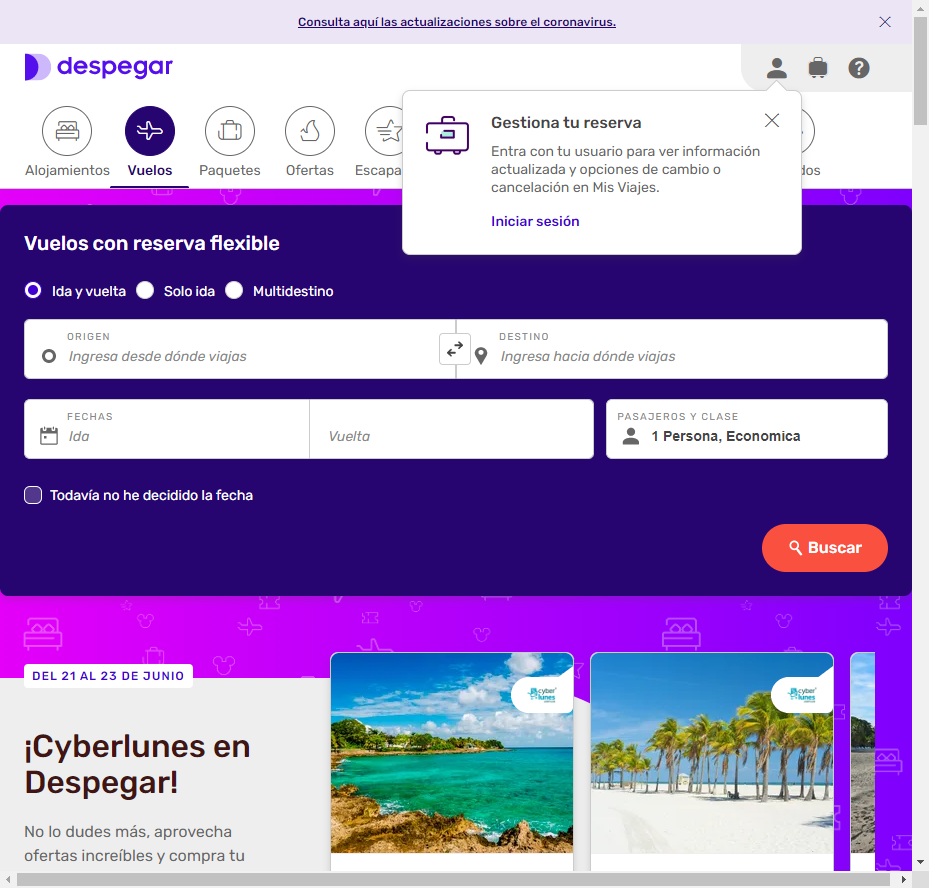 Consulta aquí las actualizaciones sobre el coronavirus.
despegar
Alojamientos
Vuelos
Paquetes
Ofertas
Escapa
dos
Gestiona tu reserva
Entra con tu usuario para ver información
actualizada y opciones de cambio o
cancelación en Mis Viajes.
Iniciar sesión
Vuelos con reserva flexible
Ida y vuelta
Solo ida
Multidestino
ORIGEN
Ingresa desde dónde viajas
DESTINO
Ingresa hacia dónde viajas
FECHAS
Ida
Vuelta
PASAJEROS Y CLASE
1 Persona, Economica
Todavía no he decidido la fecha
Buscar
DEL 21 AL 23 DE JUNIO
¡Cyberlunes en
Despegar!
No lo dudes más, aprovecha
ofertas increíbles y compra tu
cyber
lunes
cyber
lunes